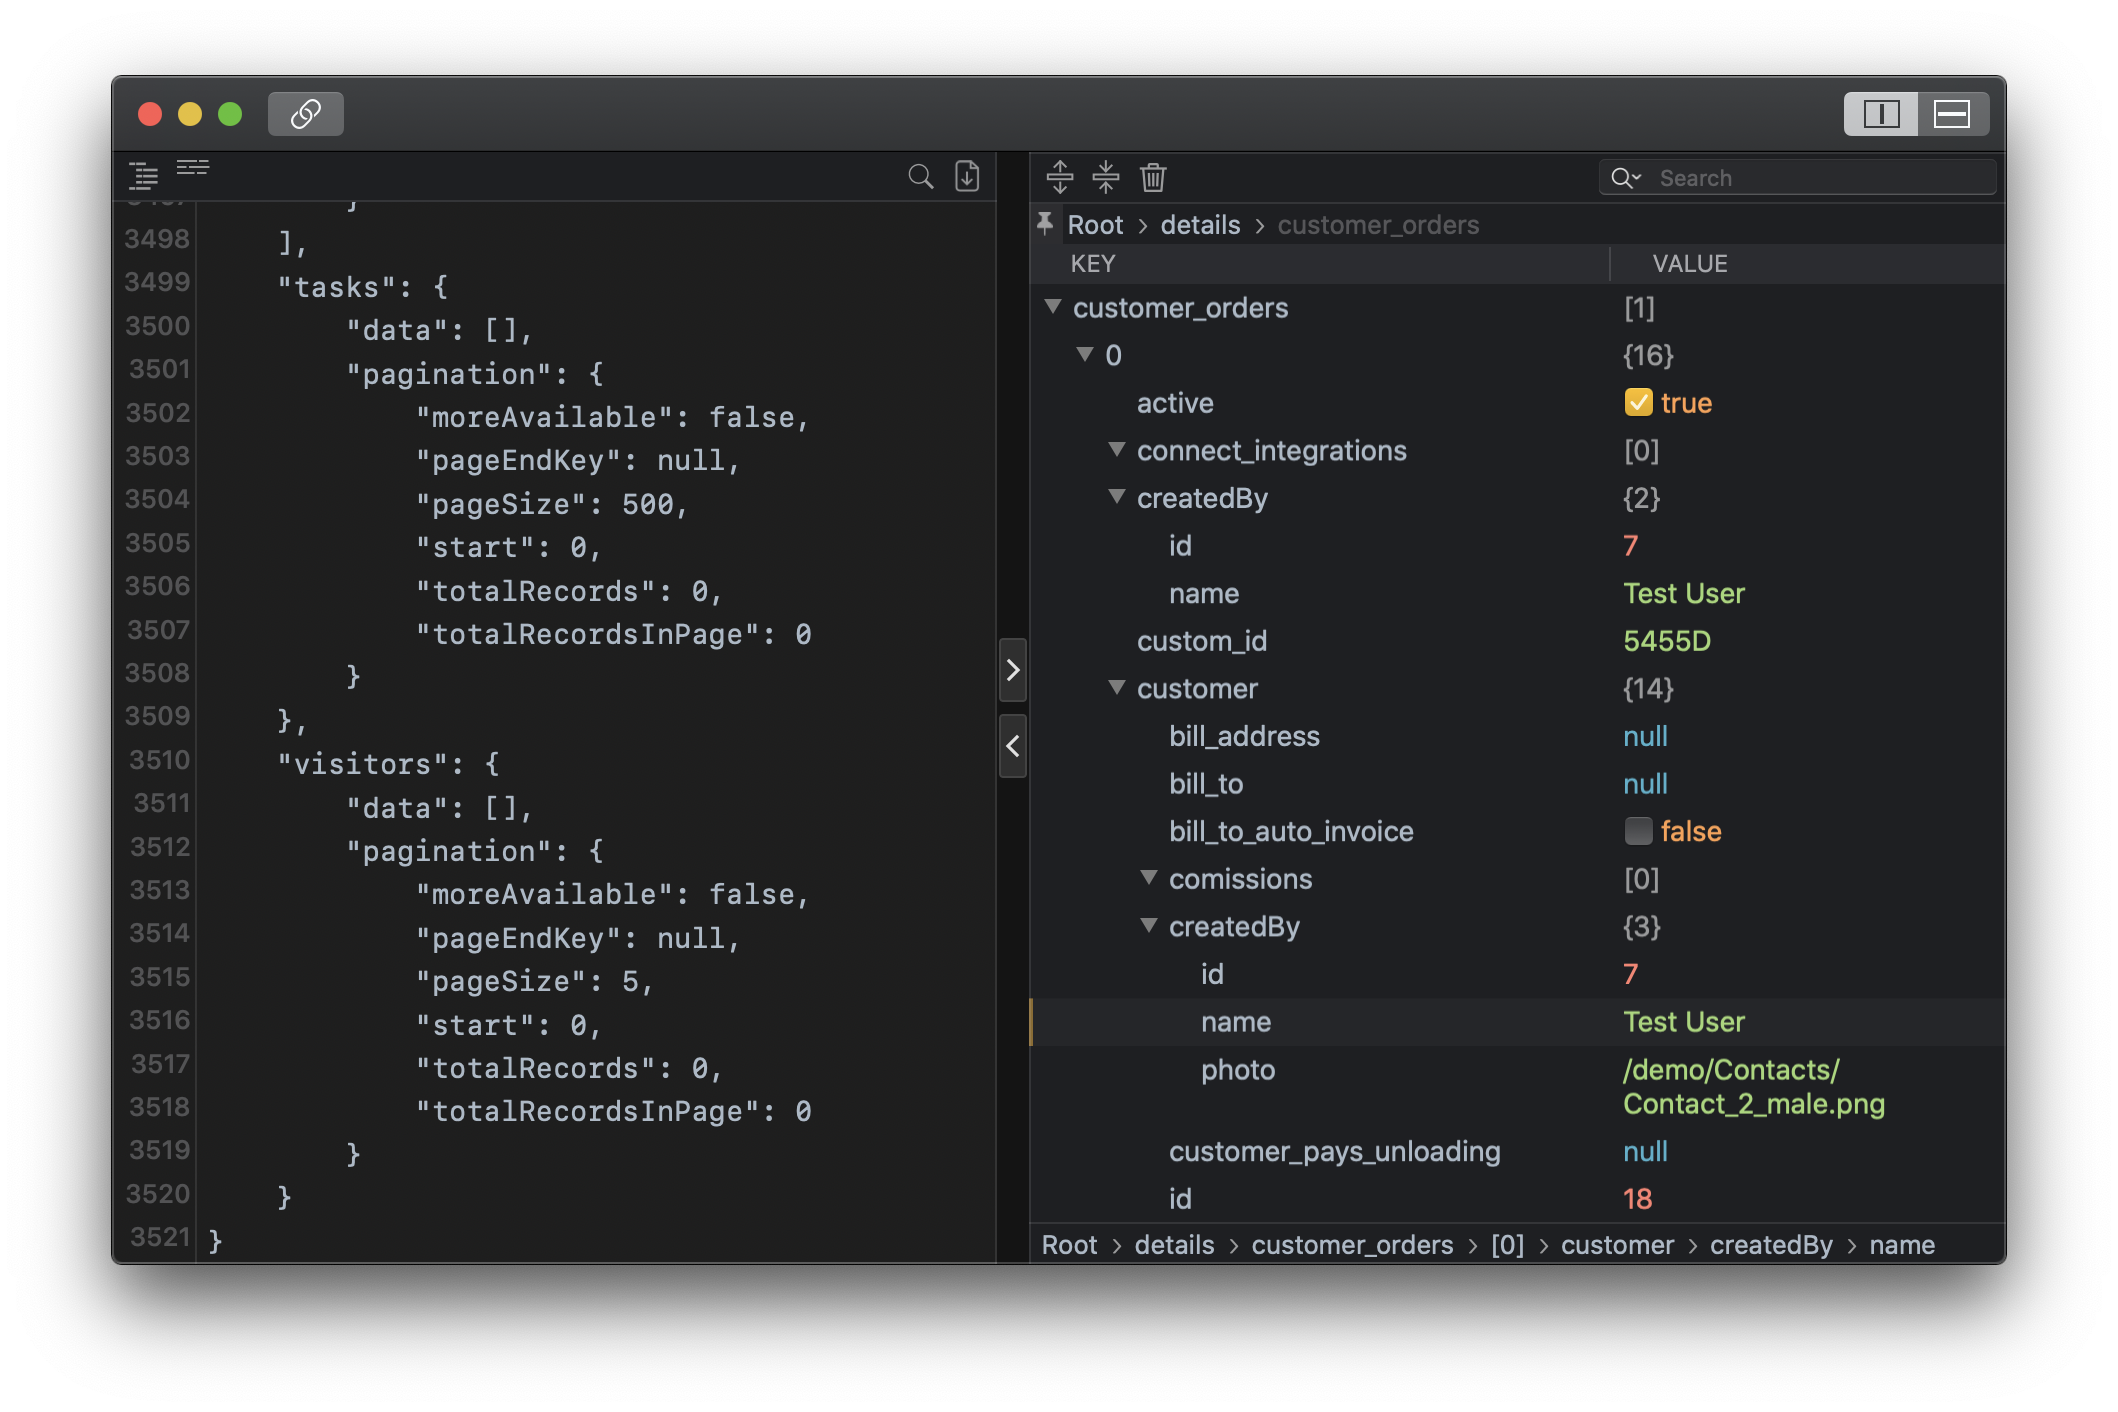 3498 ],
3499 "tasks": {
3500 "data": [],
3501 "pagination": {
3502 "moreAvailable": false,
3503 "pageEndKey": null,
3504 "pageSize": 500,
3505 "start": 0,
3506 "totalRecords": 0,
3507 "totalRecordsInPage": 0
3508 }
3509 },
3510 "visitors": {
3511 "data": [],
3512 "pagination": {
3513 "moreAvailable": false,
3514 "pageEndKey": null,
3515 "pageSize": 5,
3516 "start": 0,
3517 "totalRecords": 0,
3518 "totalRecordsInPage": 0
3519 }
3520 }
3521 }
Search
Root > details > customer_orders
KEY VALUE
customer_orders [1]
0 {16}
active true
connect_integrations [0]
createdBy {2}
id 7
name Test User
custom_id 5455D
customer {14}
bill_address null
bill_to null
bill_to_auto_invoice false
comissions [0]
createdBy {3}
id 7
name Test User
photo /demo/Contacts/
Contact_2_male.png
customer_pays_unloading null
id 18
Root > details > customer_orders > [0] > customer > createdBy > name